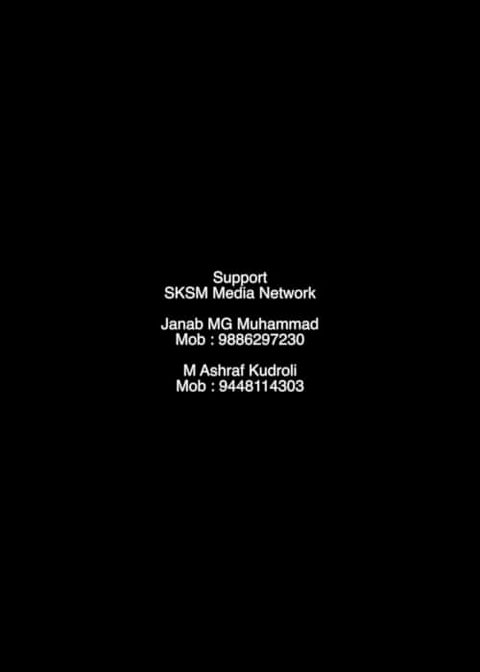 Support
SKSM Media Network
Janab MG Muhammad
Mob : 9886297230
M Ashraf Kudroli
Mob : 9448114303